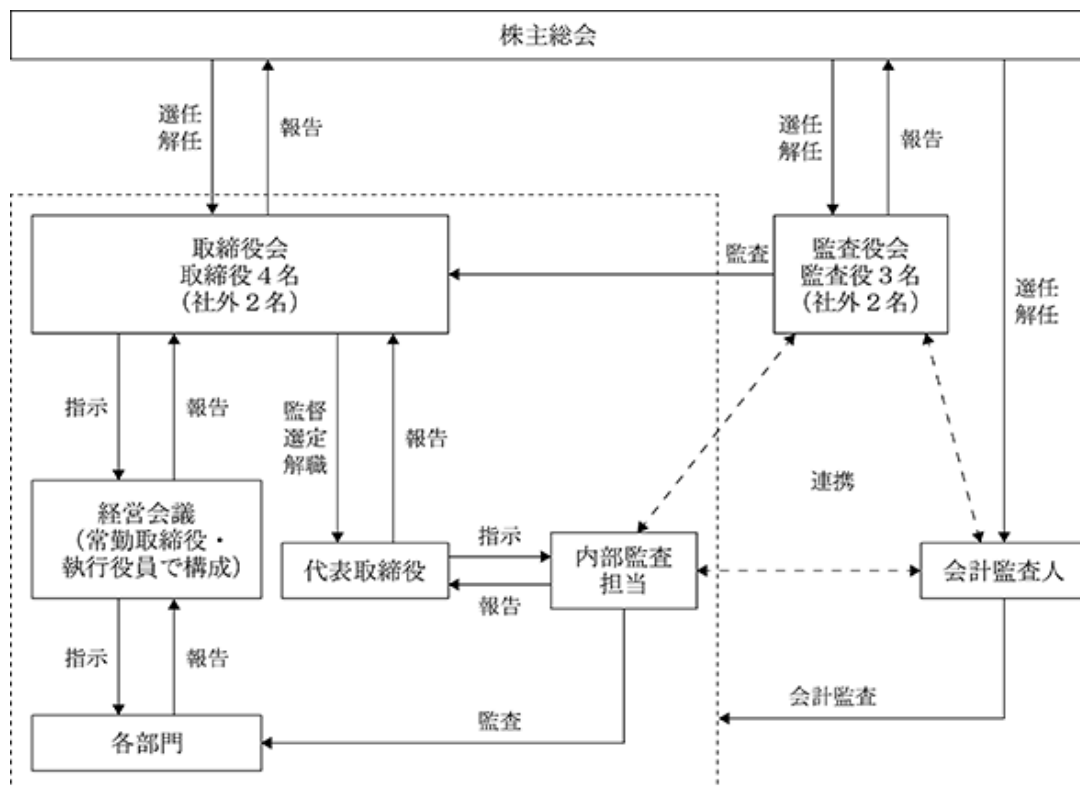 株主総会
選任
解任
報告
選任
解任
報告
選任
解任
取締役会
取締役４名
（社外２名）
監査
監査役会
監査役３名
（社外２名）
指示
報告
監督
選定
解職
報告
連携
経営会議
（常勤取締役・
執行役員で構成）
代表取締役
指示
報告
内部監査
担当
会計監査人
指示
報告
会計監査
監査
各部門